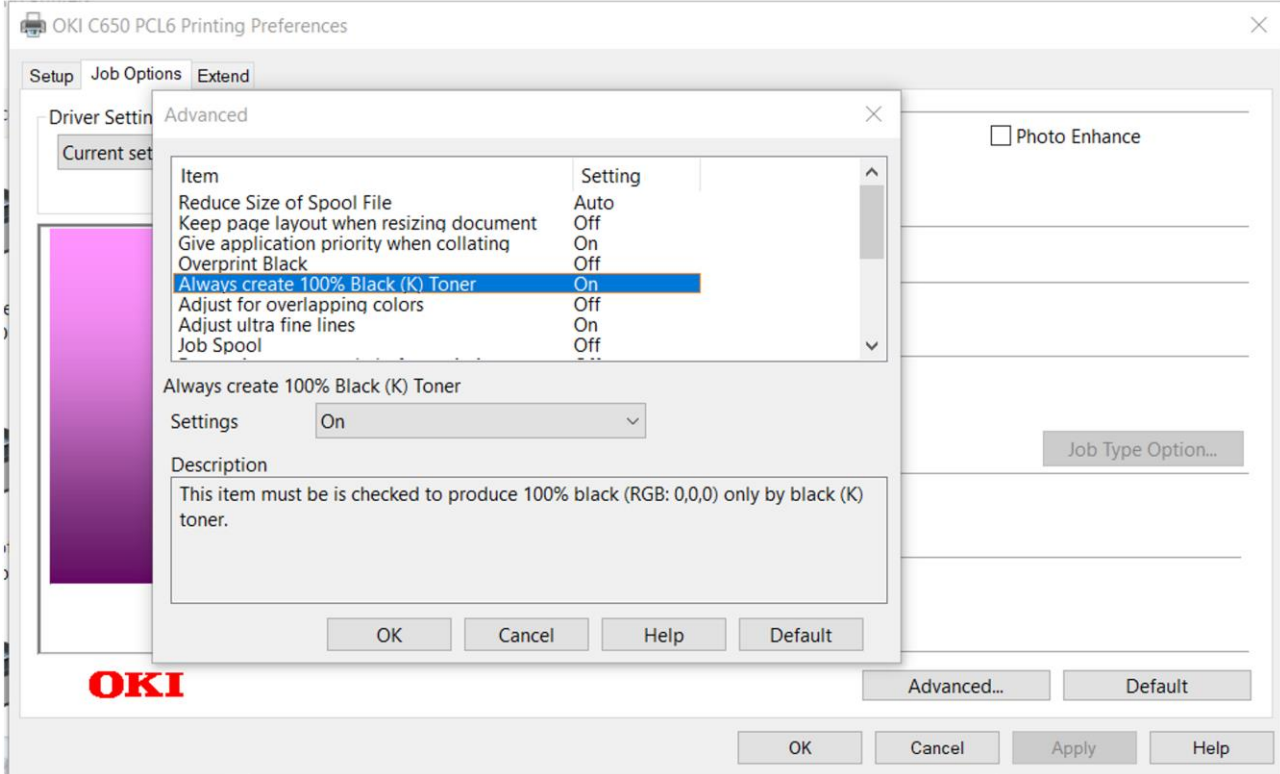 OKI C650 PCL6 Printing Preferences
Setup Job Options Extend
Driver Settin
Current set
Advanced
Photo Enhance
Item Setting
Reduce Size of Spool File Auto
Keep page layout when resizing document Off
Give application priority when collating On
Overprint Black Off
Always create 100% Black (K) Toner On
Adjust for overlapping colors Off
Adjust ultra fine lines On
Job Spool Off
Always create 100% Black (K) Toner
Settings On
Job Type Option...
Description
This item must be is checked to produce 100% black (RGB: 0,0,0) only by black (K)
toner.
OK Cancel Help Default
OKI
Advanced... Default
OK Cancel Apply Help